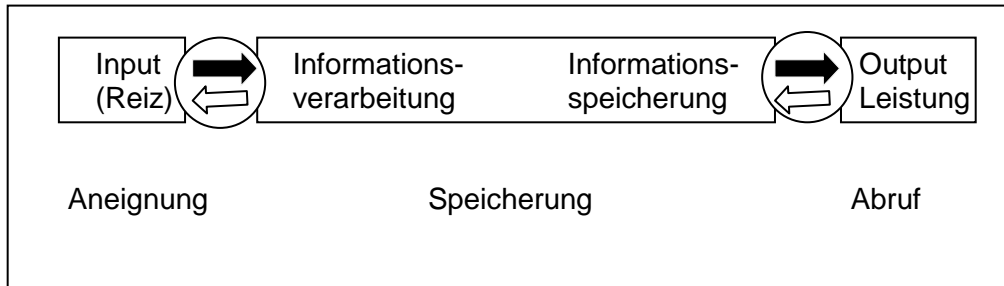 Input
(Reiz)
Informations-
verarbeitung
Informations-
speicherung
Output
Leistung
Aneignung
Speicherung
Abruf